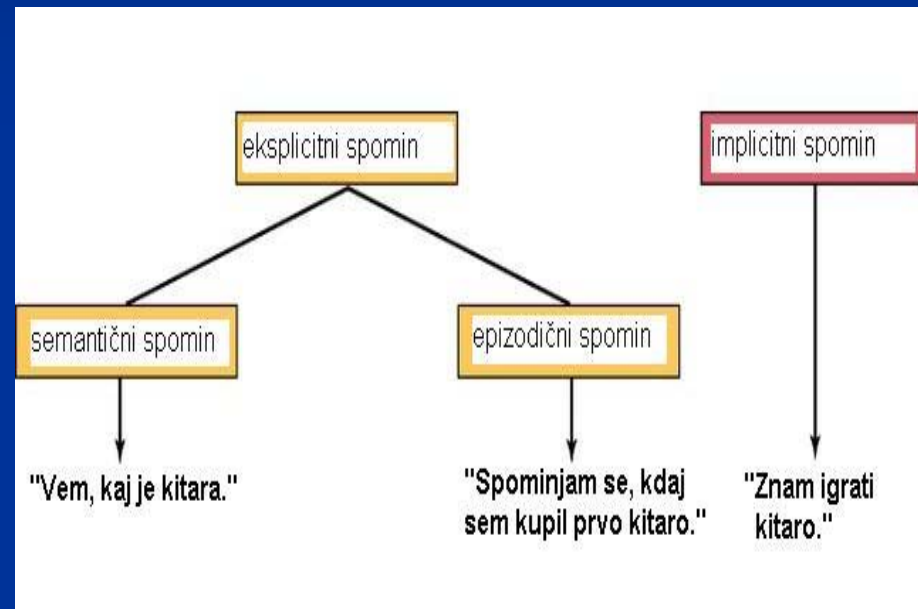 eksplicitni spomin
implicitni spomin
semantični spomin
epizodični spomin
"Vem, kaj je kitara."
"Spominjam se, kdaj
sem kupil prvo kitaro."
"Znam igrati
kitaro."